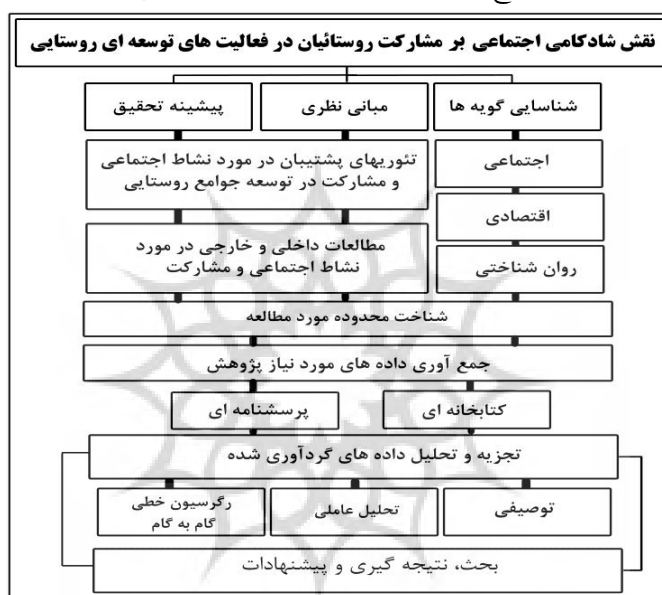 نقش شادکامی اجتماعی بر مشارکت روستائیان در فعالیت های توسعه ای روستایی
شناسایی گویه ها
مبانی نظری
پیشینه تحقیق
اجتماعی
تئوریهای پشتیبان در مورد نشاط اجتماعی
و مشارکت در توسعه جوامع روستایی
اقتصادی
مطالعات داخلی و خارجی در مورد
نشاط اجتماعی و مشارکت
روان شناختی
شناخت محدوده مورد مطالعه
جمع آوری داده های مورد نیاز پژوهش
کتابخانه ای
پرسشنامه ای
تجزیه و تحلیل داده های گردآوری شده
توصیفی
تحلیل عاملی
رگرسیون خطی
گام به گام
بحث، نتیجه گیری و پیشنهادات